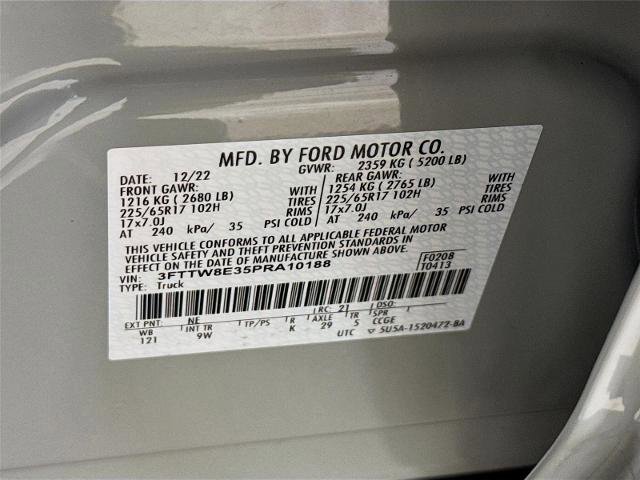 MFD. BY FORD MOTOR CO.
DATE: 12/22 GVWR: 2359 KG ( 5200 LB)
FRONT GAWR: REAR GAWR:
1216 KG ( 2680 LB) WITH 1254 KG ( 2765 LB) WITH
225/65R17 102H TIRES 225/65R17 102H TIRES
17x7.0J RIMS 17x7.0J RIMS
AT 240 kPa/ 35 PSI COLD AT 240 kPa/ 35 PSI COLD
THIS VEHICLE CONFORMS TO ALL APPLICABLE FEDERAL MOTOR
VEHICLE SAFETY AND THEFT PREVENTION STANDARDS IN
EFFECT ON THE DATE OF MANUFACTURE SHOWN ABOVE.
VIN: 3FTTW8E35PRA10188 F0208
TYPE: Truck T0413
EXT PNT: NE RC: 21 DSO:
WB INT TR TP/PS R AXLE TR SPR
121 9W K 29 5 CCGE
UTC 5U5A-1520472-BA